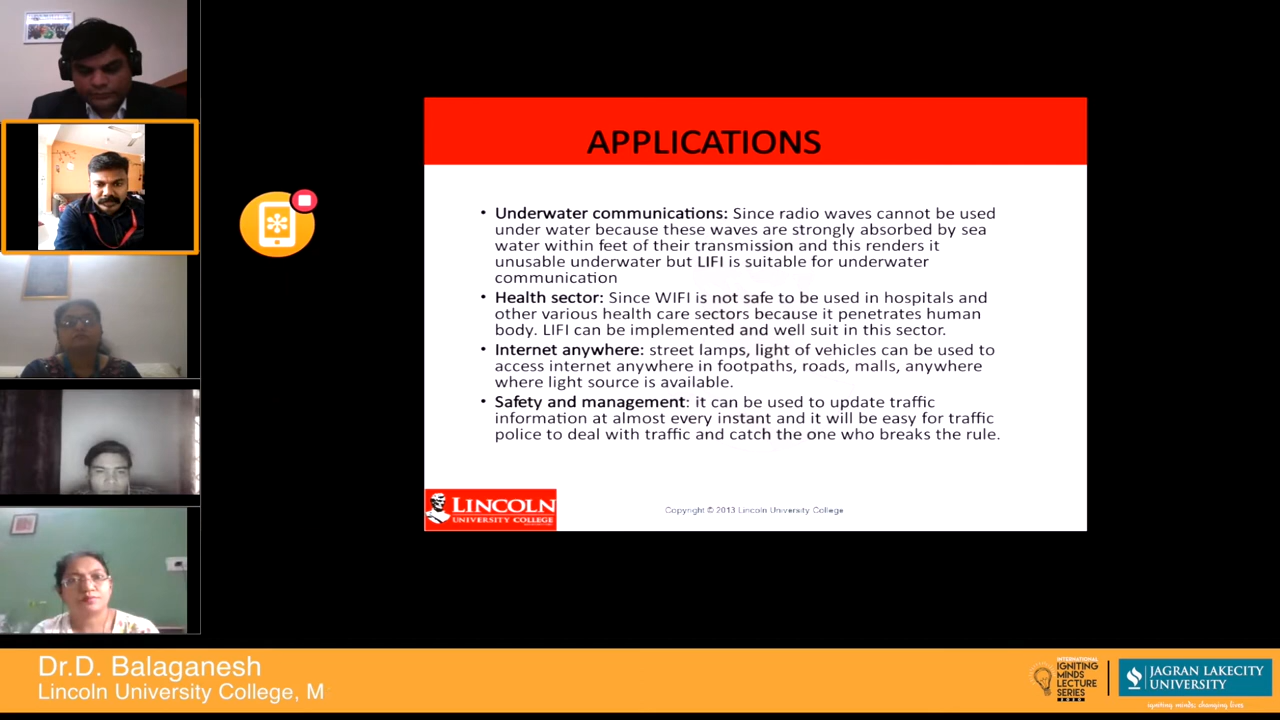 APPLICATIONS
• Underwater communications: Since radio waves cannot be used
under water because these waves are strongly absorbed by sea
water within feet of their transmission and this renders it
unusable underwater but LIFI is suitable for underwater
communication
• Health sector: Since WIFI is not safe to be used in hospitals and
other various health care sectors because it penetrates human
body. LIFI can be implemented and well suit in this sector.
• Internet anywhere: street lamps, light of vehicles can be used to
access internet anywhere in footpaths, roads, malls, anywhere
where light source is available.
• Safety and management: it can be used to update traffic
information at almost every instant and it will be easy for traffic
police to deal with traffic and catch the one who breaks the rule.
LINCOLN
UNIVERSITY COLLEGE
Copyright © 2013 Lincoln University College
Dr.D. Balaganesh
Lincoln University College, M
INTERNATIONAL
IGNITING
MINDS
LECTURE
SERIES
2020
JAGRAN LAKECITY
UNIVERSITY
igniting minds; changing lives